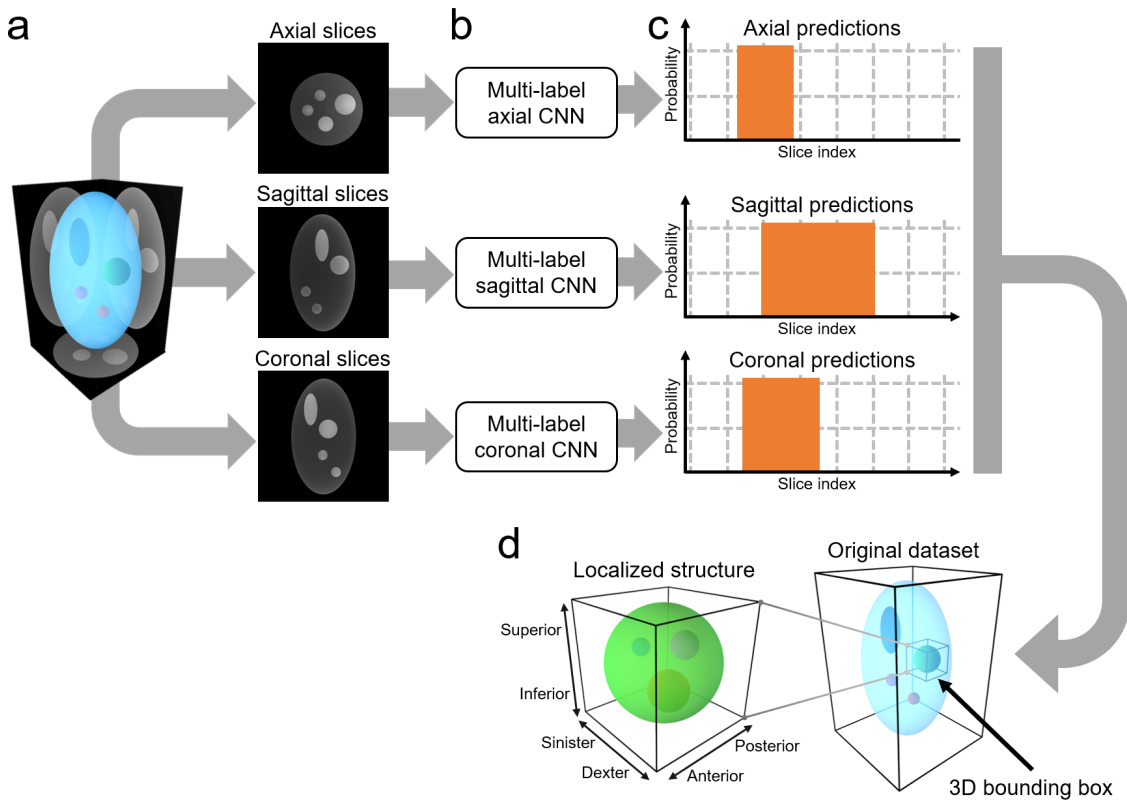 a
Axial slices
b
c
Axial predictions
Probability
Slice index
Multi-label
axial CNN
Sagittal slices
Multi-label
sagittal CNN
Sagittal predictions
Probability
Slice index
Coronal slices
Multi-label
coronal CNN
Coronal predictions
Probability
Slice index
d
Localized structure
Original dataset
Superior
Inferior
Sinister
Dexter
Posterior
Anterior
3D bounding box